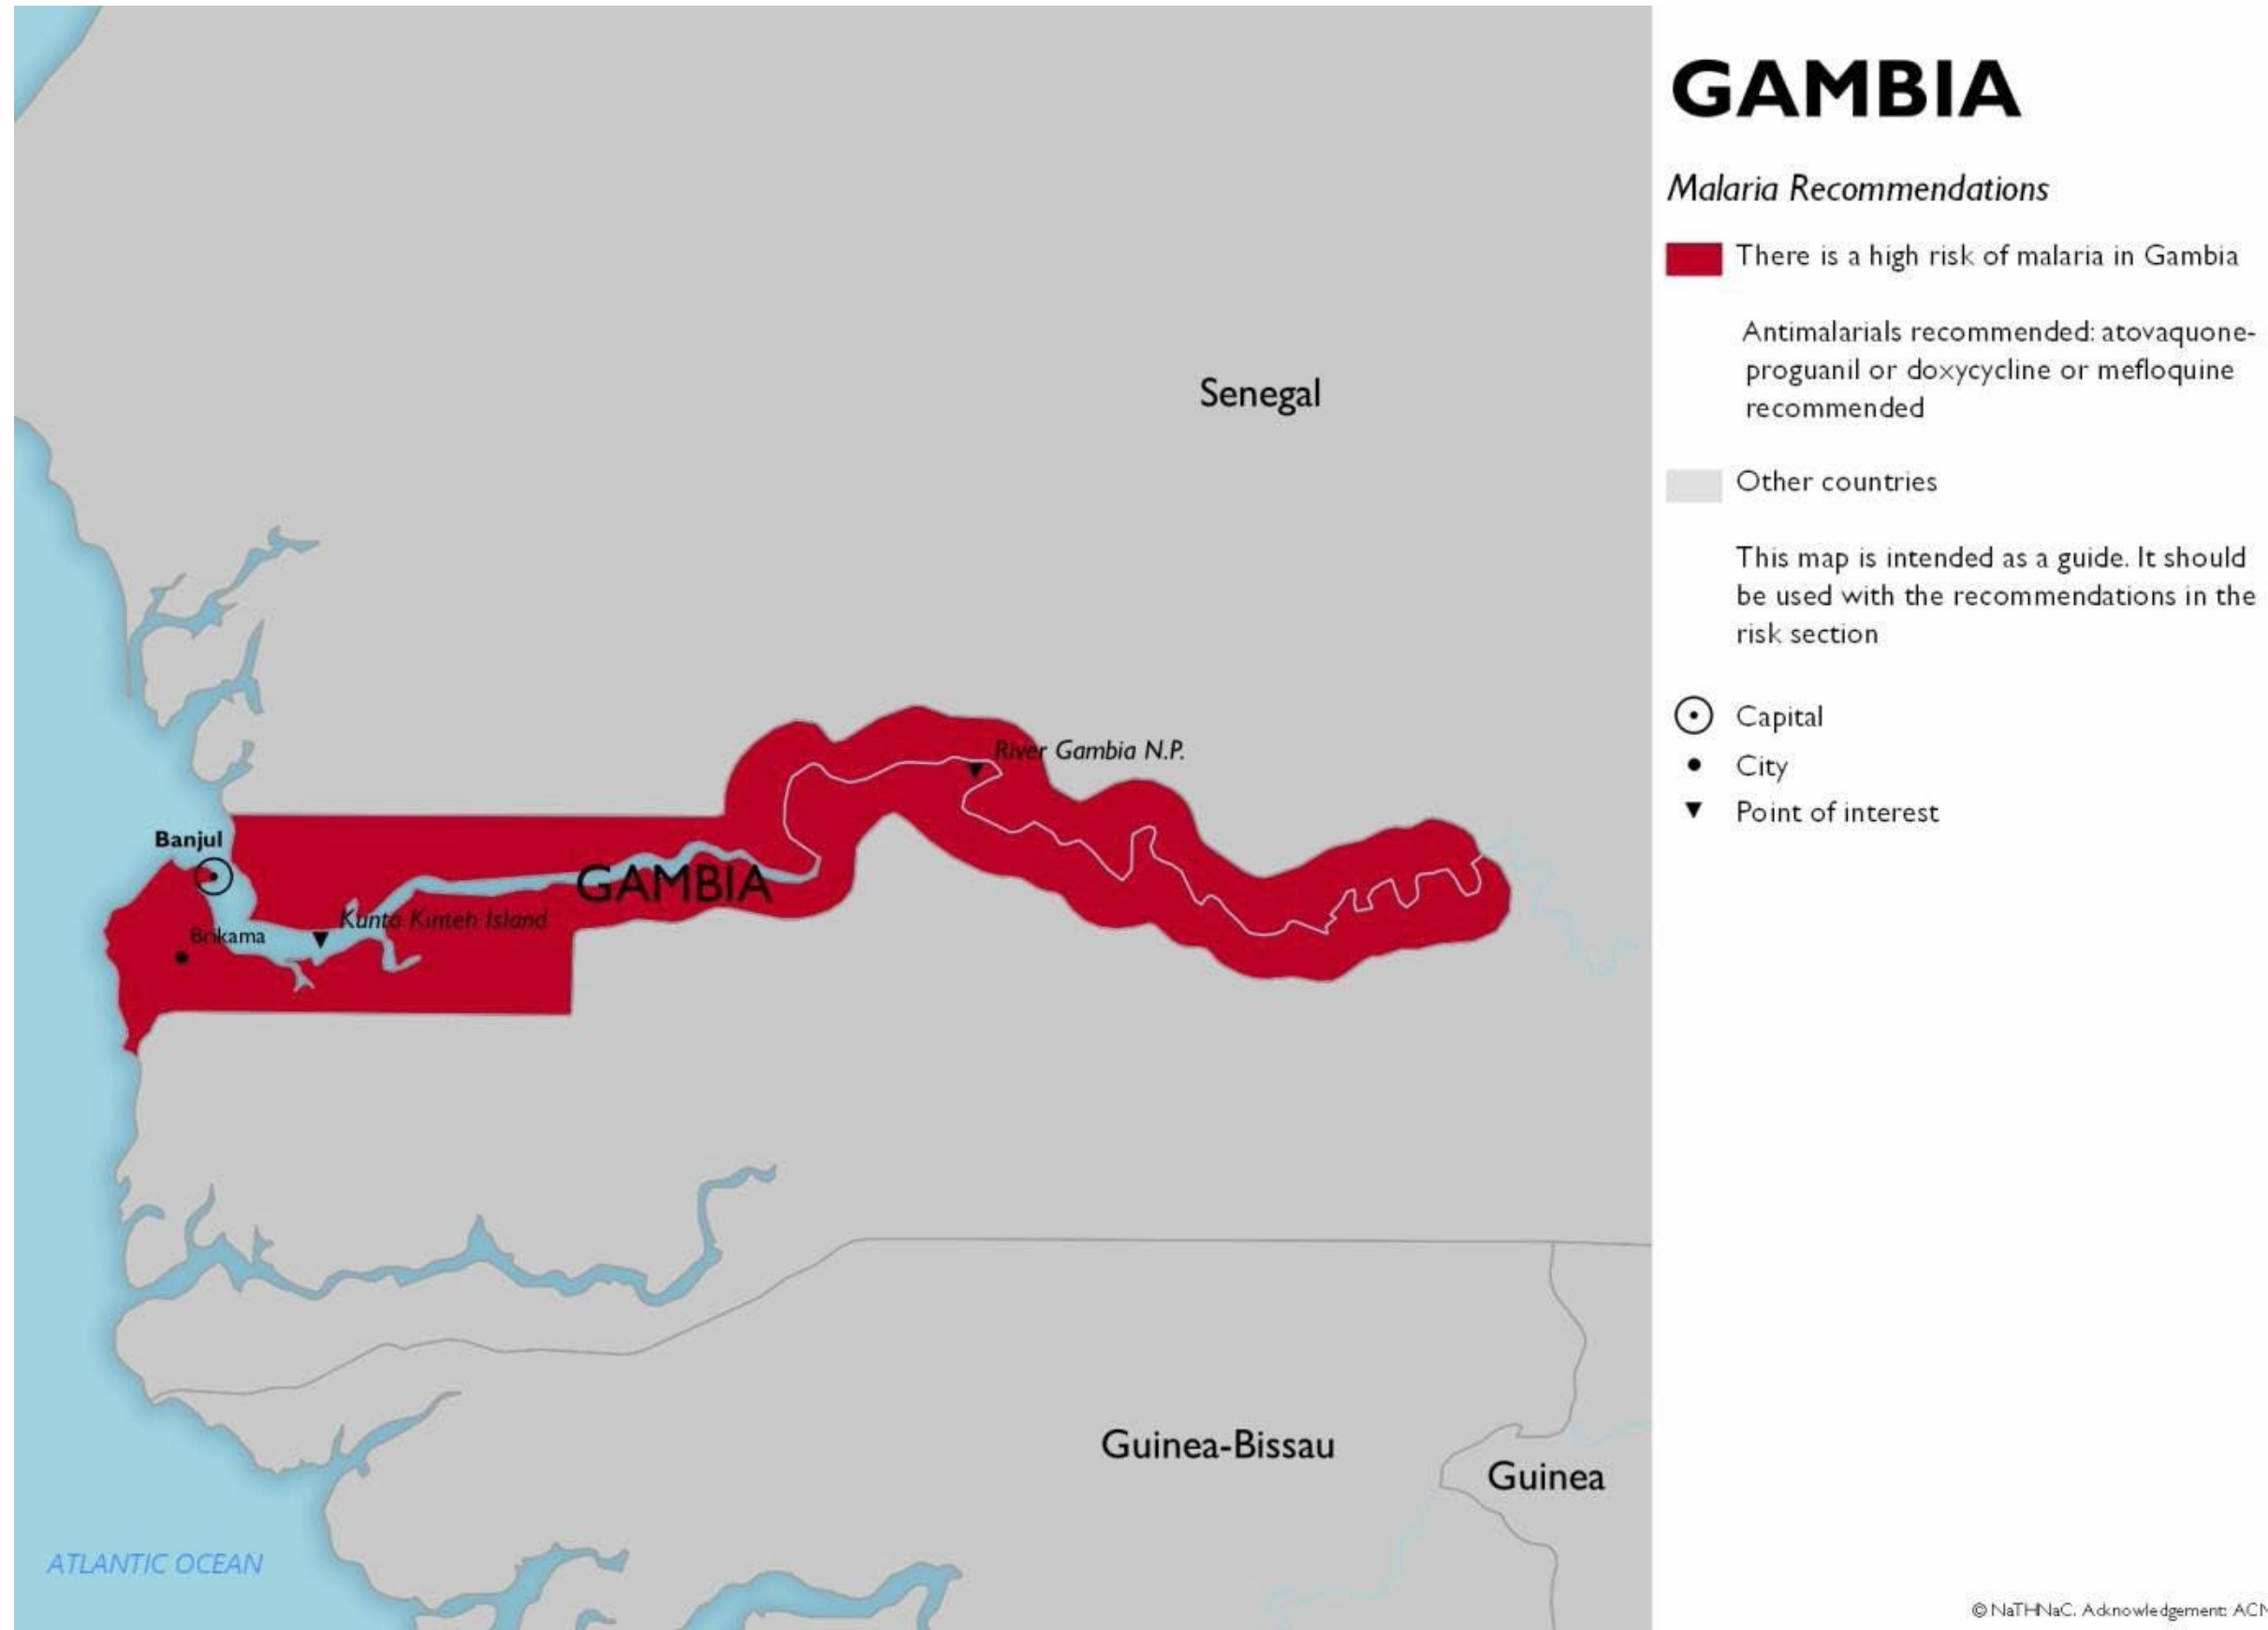 GAMBIA
Malaria Recommendations
There is a high risk of malaria in Gambia
Antimalarials recommended: atovaquone-
proguanil or doxycycline or mefloquine
recommended
Other countries
This map is intended as a guide. It should
be used with the recommendations in the
risk section
Capital
City
Point of interest
Senegal
River Gambia N.P.
Banjul
GAMBIA
Kunta Kinteh Island
Brikama
Guinea-Bissau
Guinea
ATLANTIC OCEAN
© NaTHNaC. Acknowledgement: